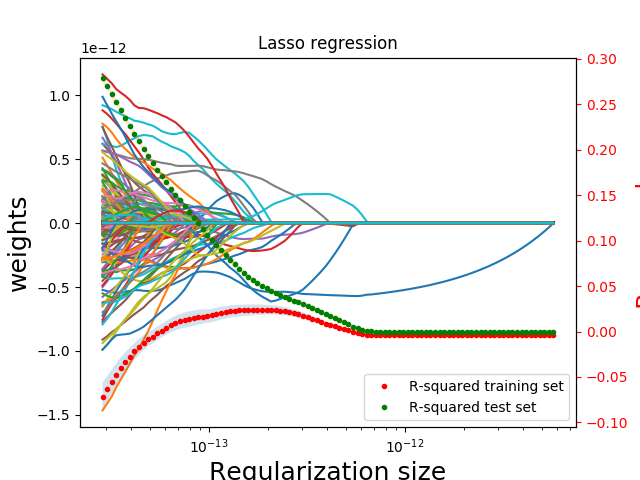 Lasso regression
1e−12
1.0
0.5
0.0
−0.5
−1.0
−1.5
weights
0.30
0.25
0.20
0.15
0.10
0.05
0.00
−0.05
−0.10
R-squared training set
R-squared test set
10⁻¹³
10⁻¹²
Regularization size